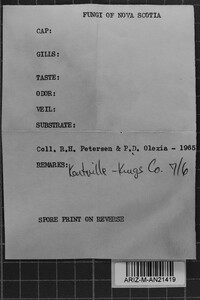 FUNGI OF NOVA SCOTIA
CAP:
GILLS:
TASTE:
ODOR:
VEIL:
SUBSTRATE:
Coll. R.H. Petersen & P.D. Olexia - 1965
REMARKS: Kentville - Kings Co. 7/6
SPORE PRINT ON REVERSE
ARIZ-M-AN21419